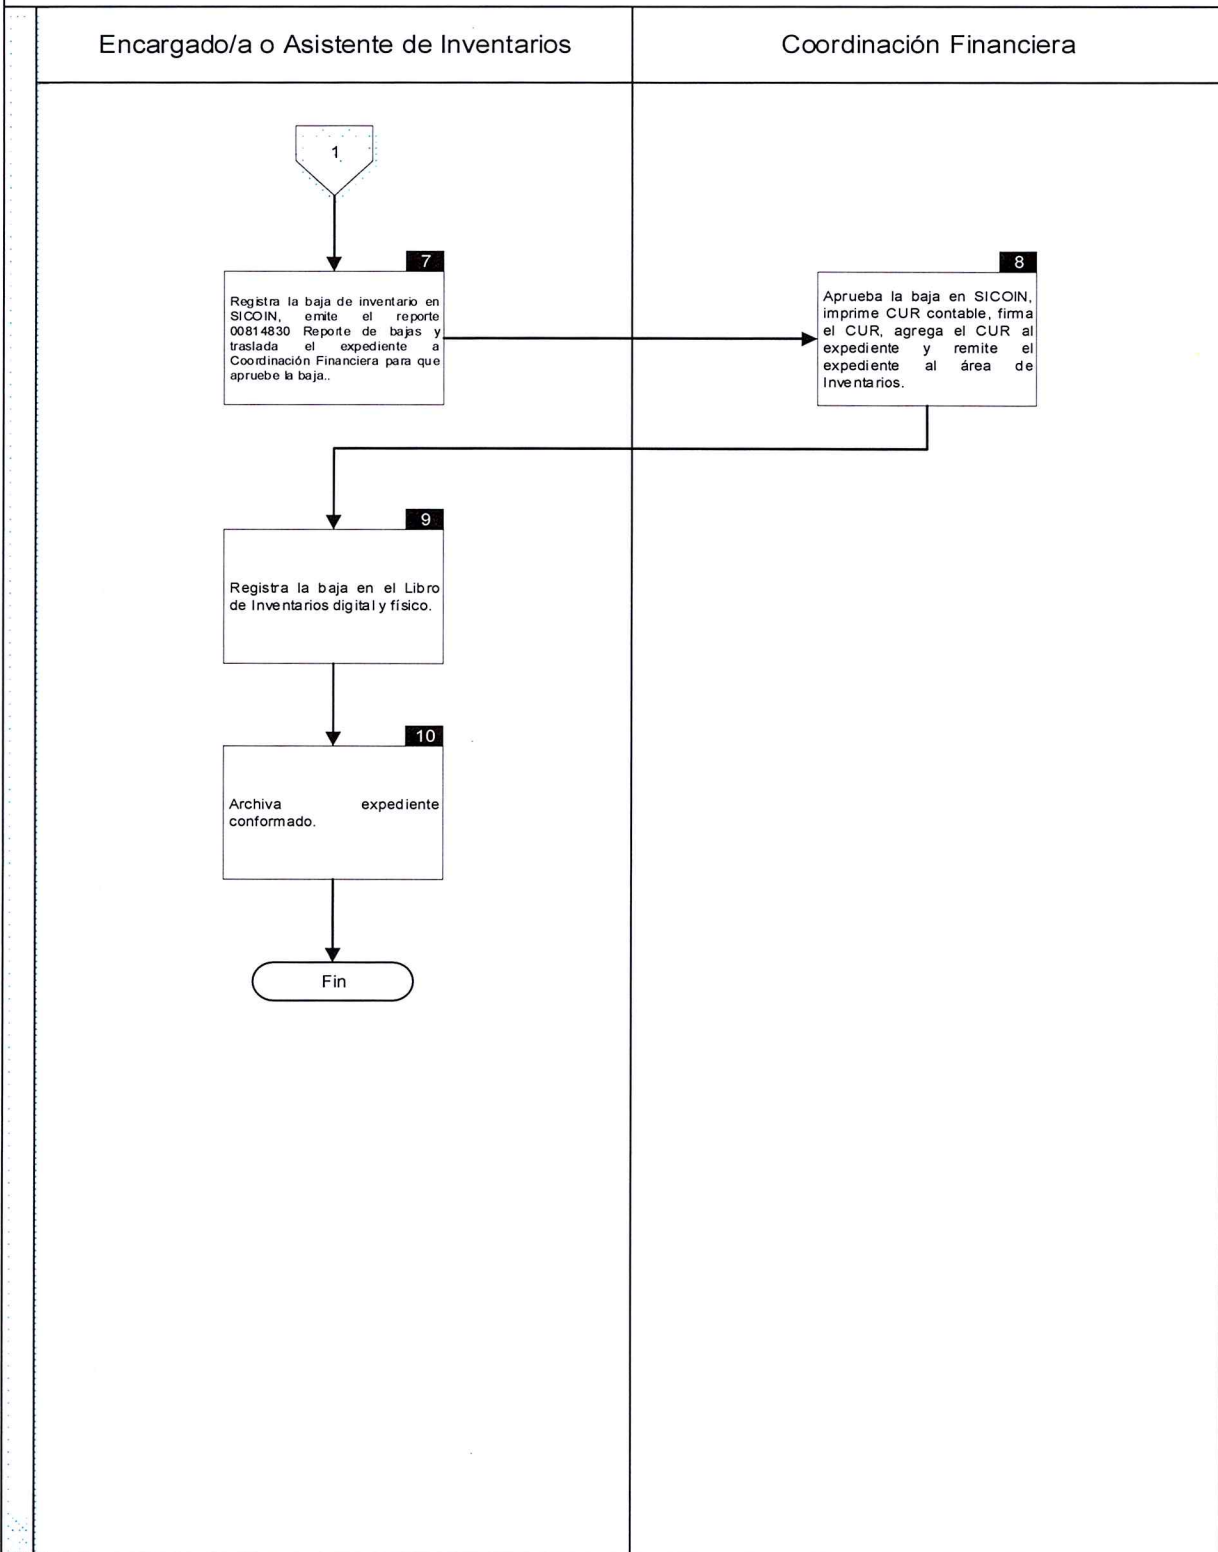 Encargado/a o Asistente de Inventarios
Coordinación Financiera
1
7
Registra la baja de inventario en
SICOIN, emite el reporte
00814830 Reporte de bajas y
traslada el expediente a
Coordinación Financiera para que
apruebe la baja..
8
Aprueba la baja en SICOIN,
imprime CUR contable, firma
el CUR, agrega el CUR al
expediente y remite el
expediente al área de
Inventarios.
9
Registra la baja en el Libro
de Inventarios digital y físico.
10
Archiva expediente
conformado.
Fin